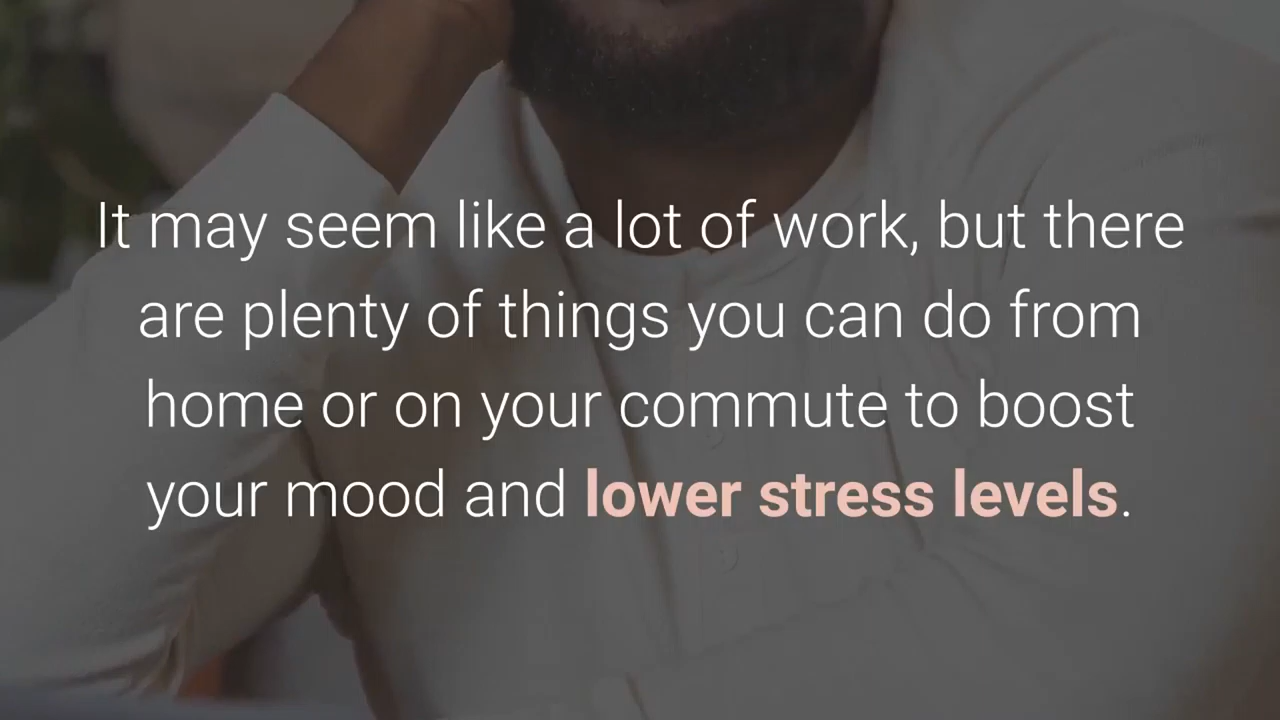 It may seem like a lot of work, but there
are plenty of things you can do from
home or on your commute to boost
your mood and lower stress levels.